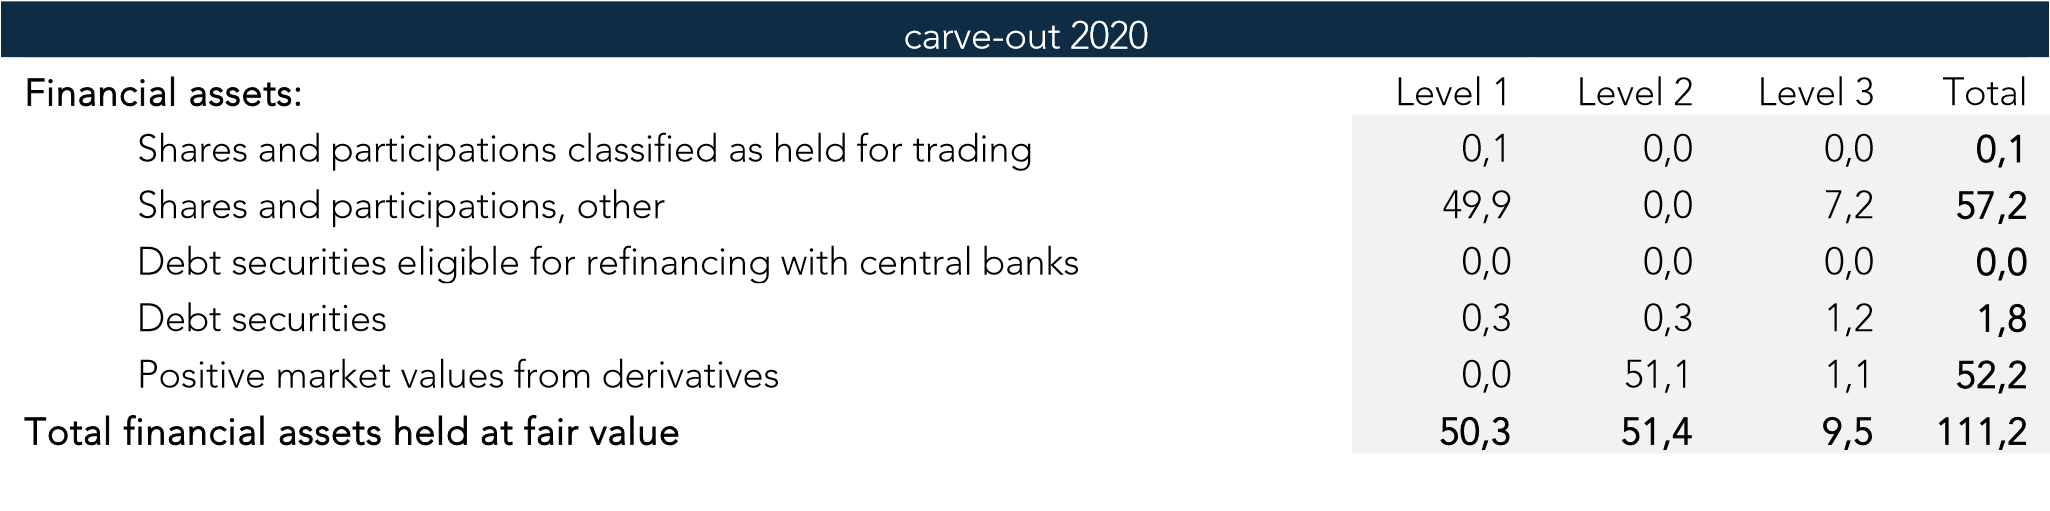 carve-out 2020
Financial assets: Level 1 Level 2 Level 3 Total
Shares and participations classified as held for trading 0,1 0,0 0,0 0,1
Shares and participations, other 49,9 0,0 7,2 57,2
Debt securities eligible for refinancing with central banks 0,0 0,0 0,0 0,0
Debt securities 0,3 0,3 1,2 1,8
Positive market values from derivatives 0,0 51,1 1,1 52,2
Total financial assets held at fair value 50,3 51,4 9,5 111,2